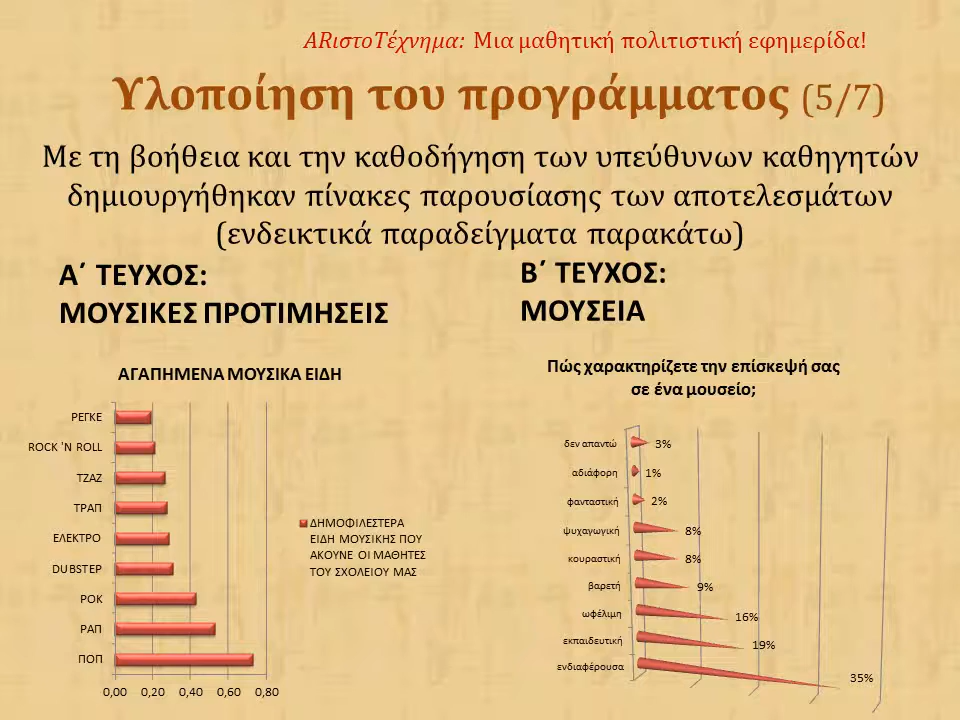 ARιστοΤέχνημα: Μια μαθητική πολιτιστική εφημερίδα!
Υλοποίηση του προγράμματος (5/7)
Με τη βοήθεια και την καθοδήγηση των υπεύθυνων καθηγητών
δημιουργήθηκαν πίνακες παρουσίασης των αποτελεσμάτων
(ενδεικτικά παραδείγματα παρακάτω)
Α΄ ΤΕΥΧΟΣ:
ΜΟΥΣΙΚΕΣ ΠΡΟΤΙΜΗΣΕΙΣ
ΑΓΑΠΗΜΕΝΑ ΜΟΥΣΙΚΑ ΕΙΔΗ
ΡΕΓΚΕ
ROCK 'N ROLL
ΤΖΑΖ
ΤΡΑΠ
ΕΛΕΚΤΡΟ
DUBSTEP
ΡΟΚ
ΡΑΠ
ΠΟΠ
0,00 0,20 0,40 0,60 0,80
ΔΗΜΟΦΙΛΕΣΤΕΡΑ
ΕΙΔΗ ΜΟΥΣΙΚΗΣ ΠΟΥ
ΑΚΟΥΝΕ ΟΙ ΜΑΘΗΤΕΣ
ΤΟΥ ΣΧΟΛΕΙΟΥ ΜΑΣ
Β΄ ΤΕΥΧΟΣ:
ΜΟΥΣΕΙΑ
Πώς χαρακτηρίζετε την επίσκεψή σας
σε ένα μουσείο;
δεν απαντώ 3%
αδιάφορη 1%
φανταστική 2%
ψυχαγωγική 8%
κουραστική 8%
βαρετή 9%
ωφέλιμη 16%
εκπαιδευτική 19%
ενδιαφέρουσα 35%